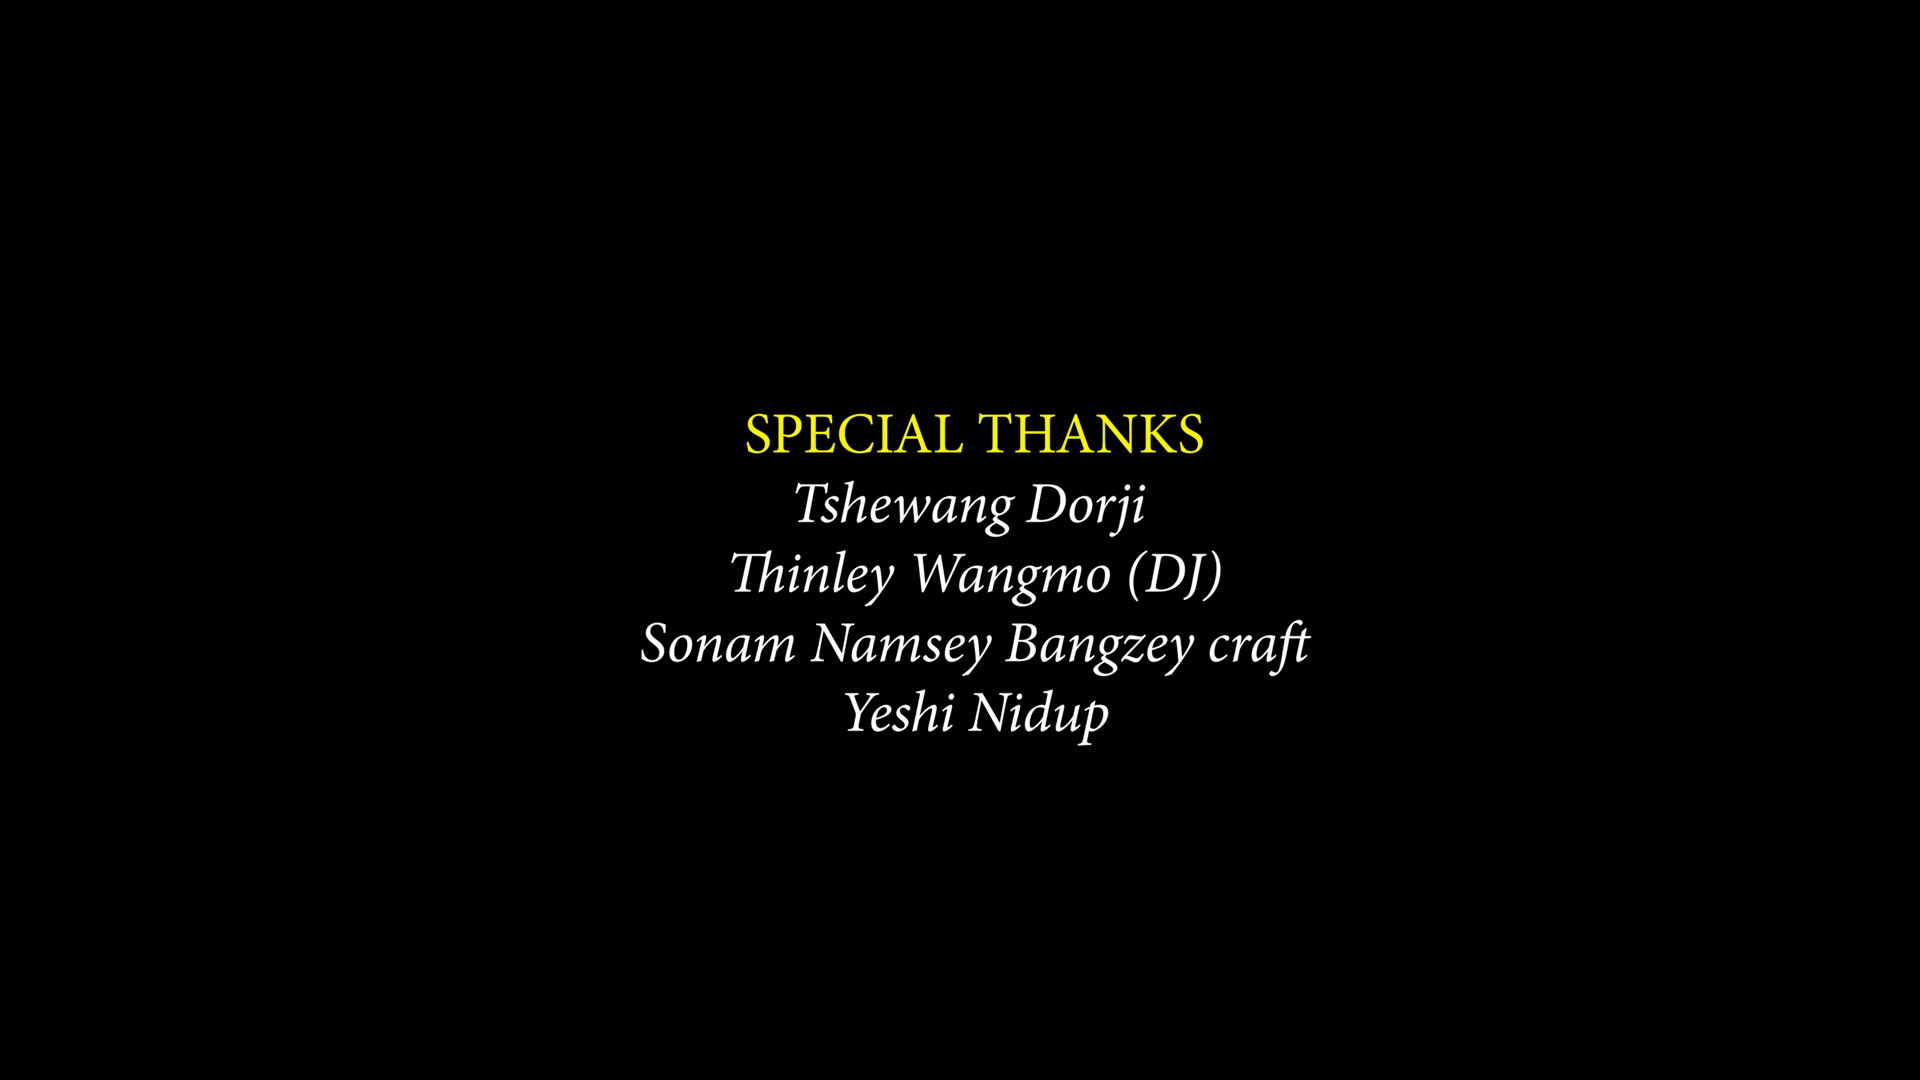 SPECIAL THANKS
Tshewang Dorji
Thinley Wangmo (DJ)
Sonam Namsey Bangzey craft
Yeshi Nidup